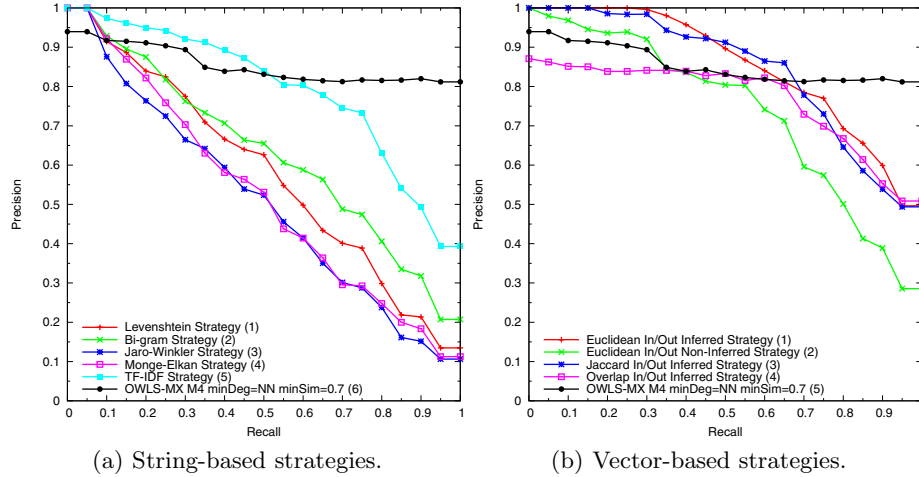 1
0.9
0.8
0.7
0.6
0.5
0.4
0.3
0.2
0.1
0
Precision
Levenshtein Strategy (1)
Bi-gram Strategy (2)
Jaro-Winkler Strategy (3)
Monge-Elkan Strategy (4)
TF-IDF Strategy (5)
OWLS-MX M4 minDeg=NN minSim=0.7 (6)
0 0.1 0.2 0.3 0.4 0.5 0.6 0.7 0.8 0.9 1
Recall
(a) String-based strategies.
1
0.9
0.8
0.7
0.6
0.5
0.4
0.3
0.2
0.1
0
Precision
Euclidean In/Out Inferred Strategy (1)
Euclidean In/Out Non-Inferred Strategy (2)
Jaccard In/Out Inferred Strategy (3)
Overlap In/Out Inferred Strategy (4)
OWLS-MX M4 minDeg=NN minSim=0.7 (5)
0 0.1 0.2 0.3 0.4 0.5 0.6 0.7 0.8 0.9
Recall
(b) Vector-based strategies.